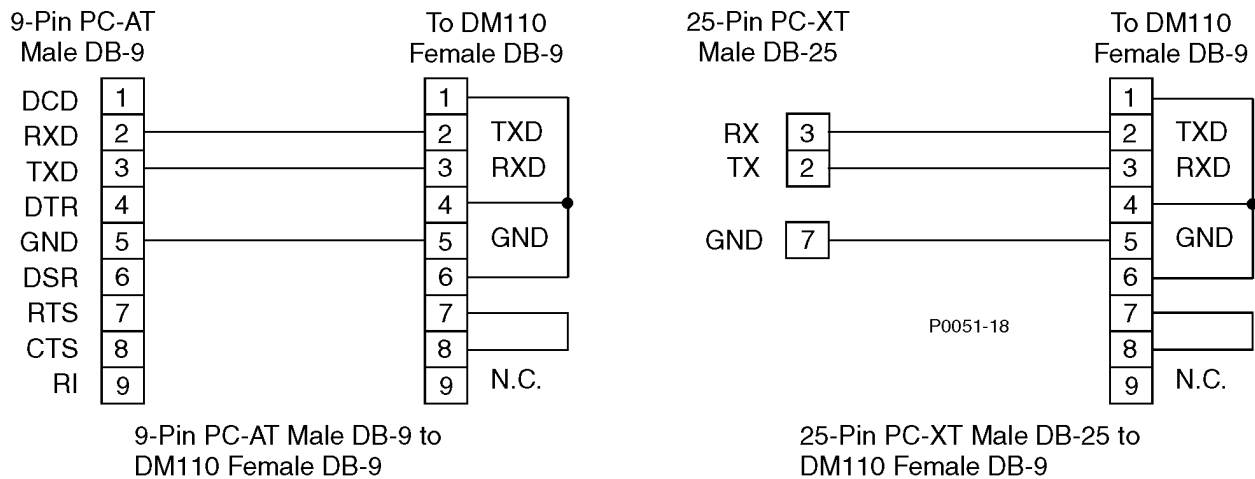 9-Pin PC-AT
Male DB-9
To DM110
Female DB-9
DCD 1 1
RXD 2 2 TXD
TXD 3 3 RXD
DTR 4 4
GND 5 5 GND
DSR 6 6
RTS 7 7
CTS 8 8
RI 9 9 N.C.
9-Pin PC-AT Male DB-9 to
DM110 Female DB-9
25-Pin PC-XT
Male DB-25
To DM110
Female DB-9
1
RX 3 2 TXD
TX 2 3 RXD
4
GND 7 5 GND
6
7
P0051-18
8
9 N.C.
25-Pin PC-XT Male DB-25 to
DM110 Female DB-9